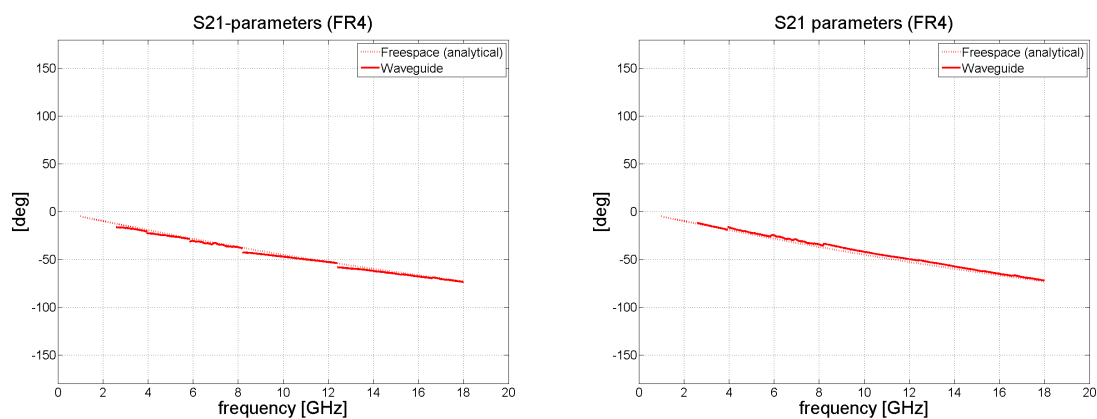 S21-parameters (FR4)
Freespace (analytical)
Waveguide
150
100
50
0
-50
-100
-150
[deg]
0 2 4 6 8 10 12 14 16 18 20
frequency [GHz]
S21 parameters (FR4)
Freespace (analytical)
Waveguide
150
100
50
0
-50
-100
-150
[deg]
0 2 4 6 8 10 12 14 16 18 20
frequency [GHz]